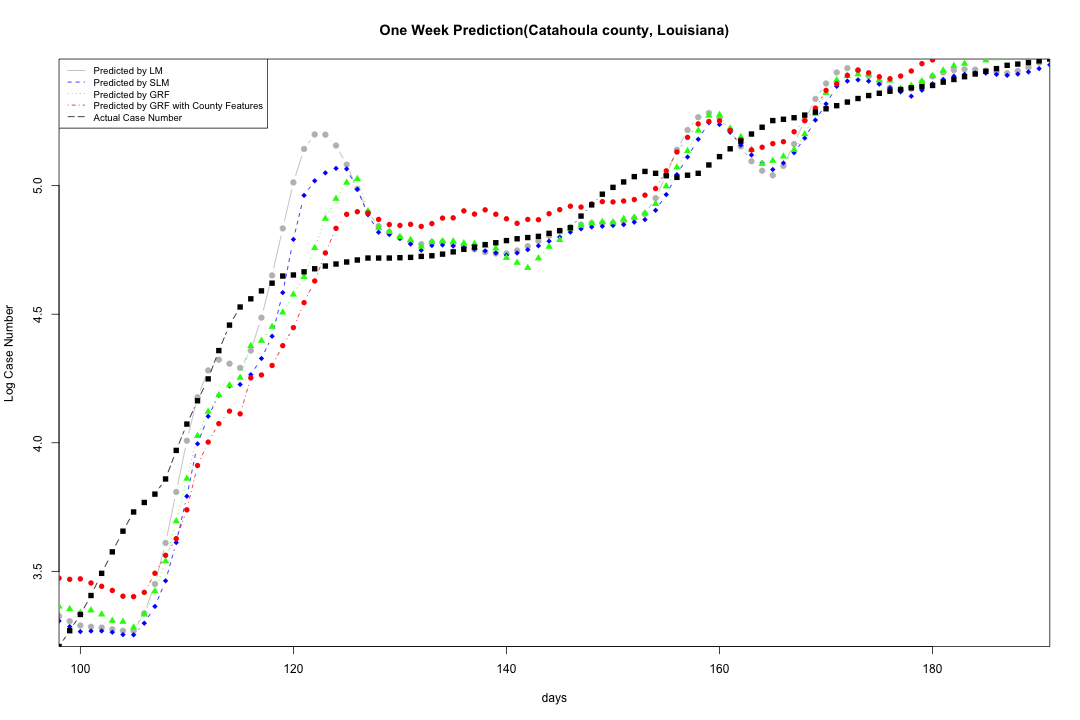 One Week Prediction(Catahoula county, Louisiana)
Predicted by LM
Predicted by SLM
Predicted by GRF
Predicted by GRF with County Features
Actual Case Number
Log Case Number
5.0
4.5
4.0
3.5
100 120 140 160 180
days